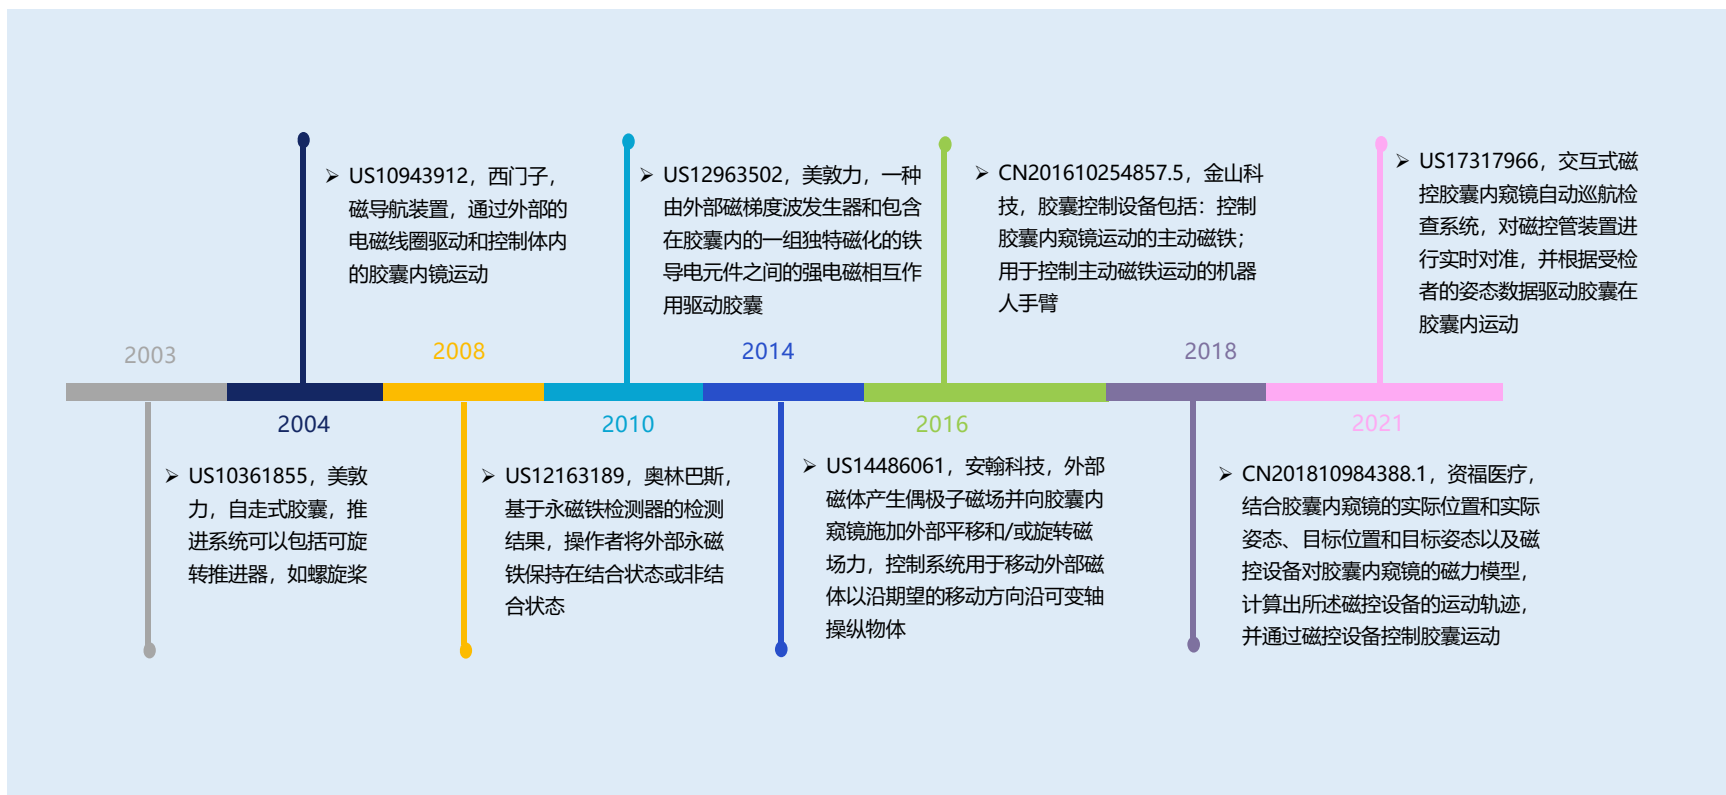 ➢ US10943912，西门子，
磁导航装置，通过外部的
电磁线圈驱动和控制体内
的胶囊内镜运动
➢ US12963502，美敦力，一种
由外部磁梯度波发生器和包含
在胶囊内的一组独特磁化的铁
导电元件之间的强电磁相互作
用驱动胶囊
➢ CN201610254857.5，金山科
技，胶囊控制设备包括：控制
胶囊内窥镜运动的主动磁铁；
用于控制主动磁铁运动的机器
人手臂
➢ US17317966，交互式磁
控胶囊内窥镜自动巡航检
查系统，对磁控管装置进
行实时对准，并根据受检
者的姿态数据驱动胶囊在
胶囊内运动
2003
2008
2014
2018
2004
2010
2016
2021
➢ US10361855，美敦
力，自走式胶囊，推
进系统可以包括可旋
转推进器，如螺旋桨
➢ US12163189，奥林巴斯，
基于永磁铁检测器的检测
结果，操作者将外部永磁
铁保持在结合状态或非结
合状态
➢ US14486061，安翰科技，外部
磁体产生偶极子磁场并向胶囊内
窥镜施加外部平移和/或旋转磁
场力，控制系统用于移动外部磁
体以沿期望的移动方向沿可变轴
操纵物体
➢ CN201810984388.1，资福医疗，
结合胶囊内窥镜的实际位置和实际
姿态、目标位置和目标姿态以及磁
控设备对胶囊内窥镜的磁力模型，
计算出所述磁控设备的运动轨迹，
并通过磁控设备控制胶囊运动